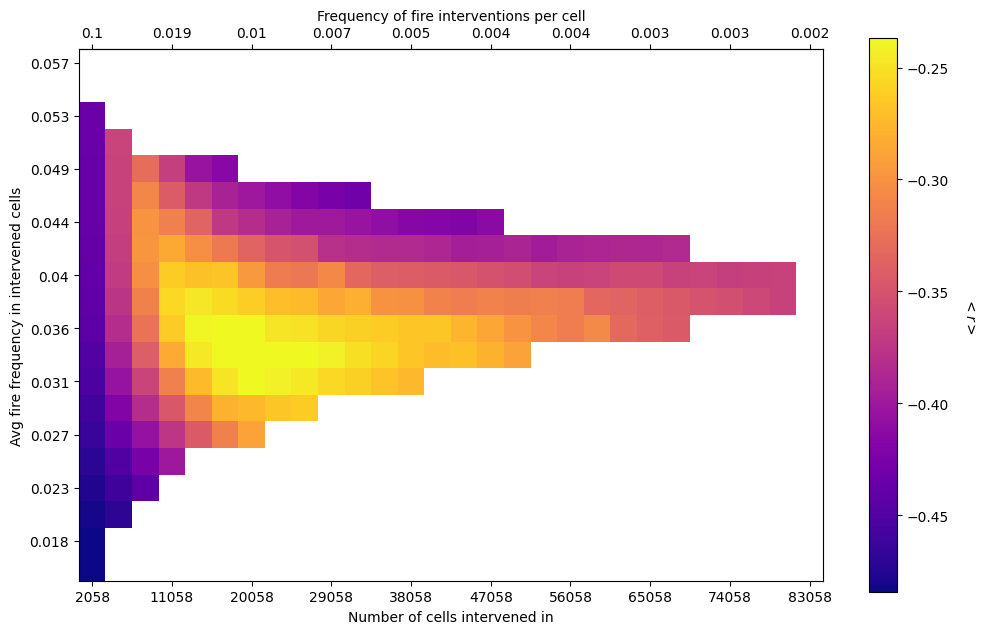 Frequency of fire interventions per cell
0.1 0.019 0.01 0.007 0.005 0.004 0.004 0.003 0.003 0.002
0.057
0.053
0.049
0.044
0.04
0.036
0.031
0.027
0.023
0.018
Avg fire frequency in intervened cells
2058 11058 20058 29058 38058 47058 56058 65058 74058 83058
Number of cells intervened in
−0.25
−0.30
−0.35
−0.40
−0.45
< r >